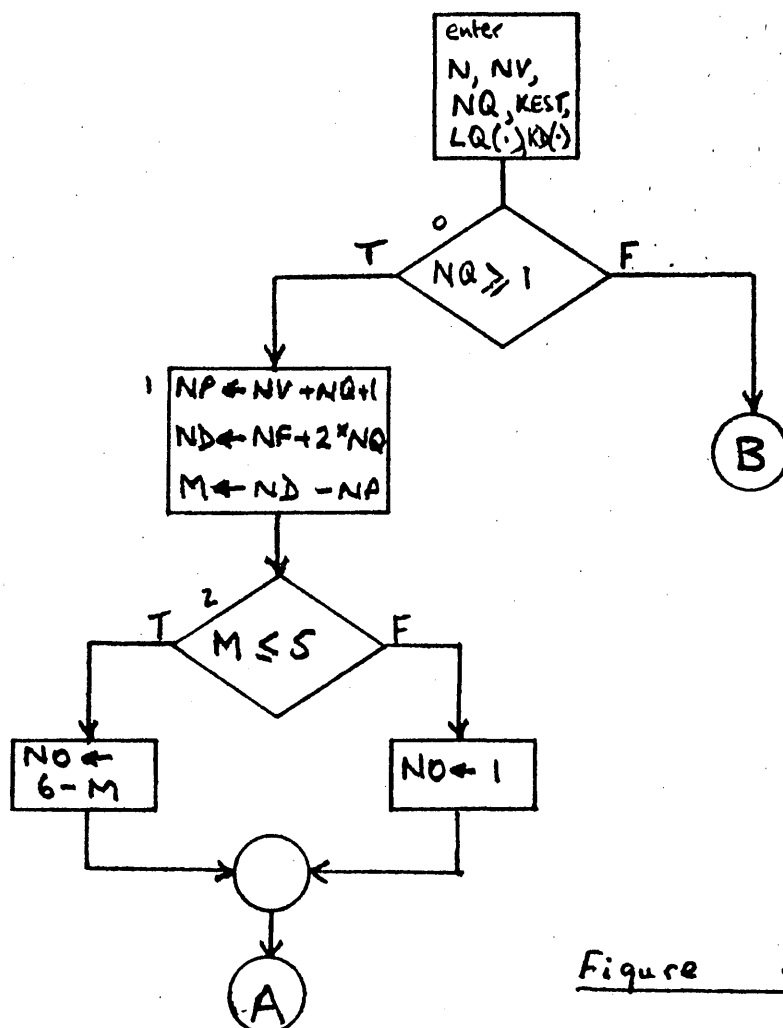 enter
N, NV,
NQ, KEST,
LQ(·), KD(·)
0
T
NQ ≥ 1
F
1
NP ← NV + NQ + 1
ND ← NF + 2 * NQ
M ← ND - NP
B
2
T
M ≤ 5
F
NO ←
6 - M
NO ← 1
A
Figure